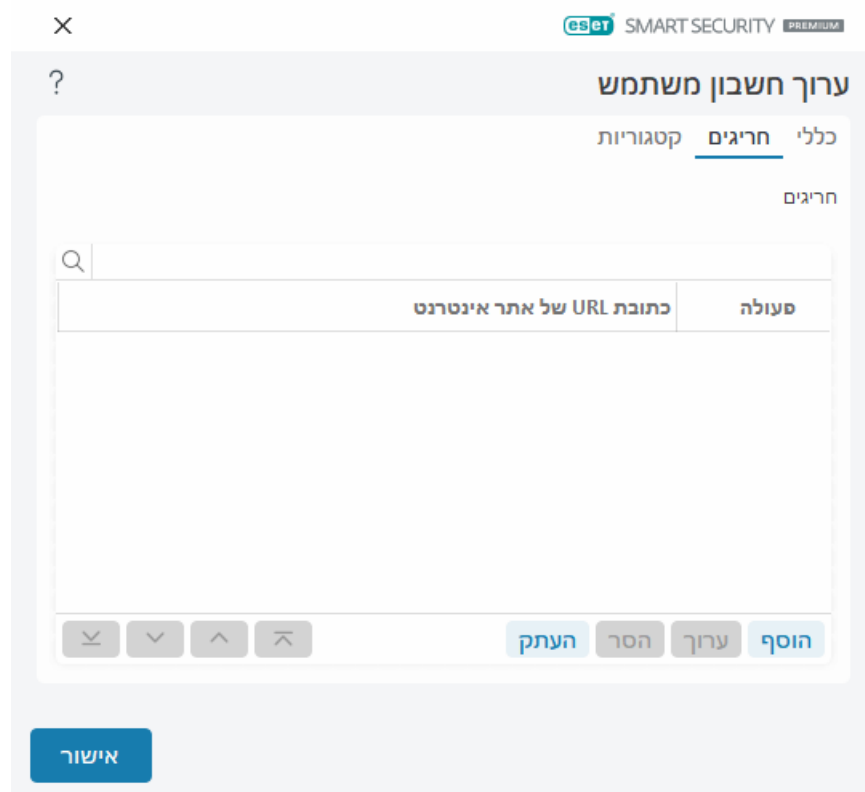 eset SMART SECURITY PREMIUM
ערוך חשבון משתמש
?
כללי חריגים קטגוריות
חריגים
פעולה כתובת URL של אתר אינטרנט
הוסף ערוך הסר העתק
אישור